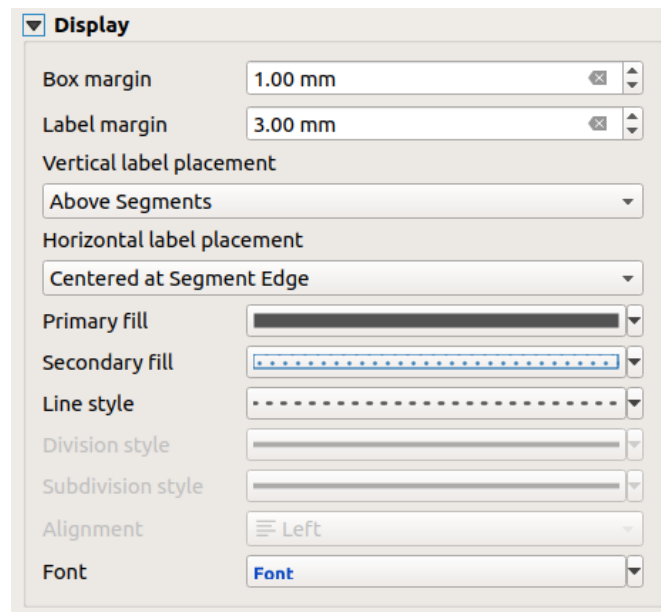 Display
Box margin 1.00 mm
Label margin 3.00 mm
Vertical label placement
Above Segments
Horizontal label placement
Centered at Segment Edge
Primary fill
Secondary fill
Line style
Division style
Subdivision style
Alignment Left
Font Font